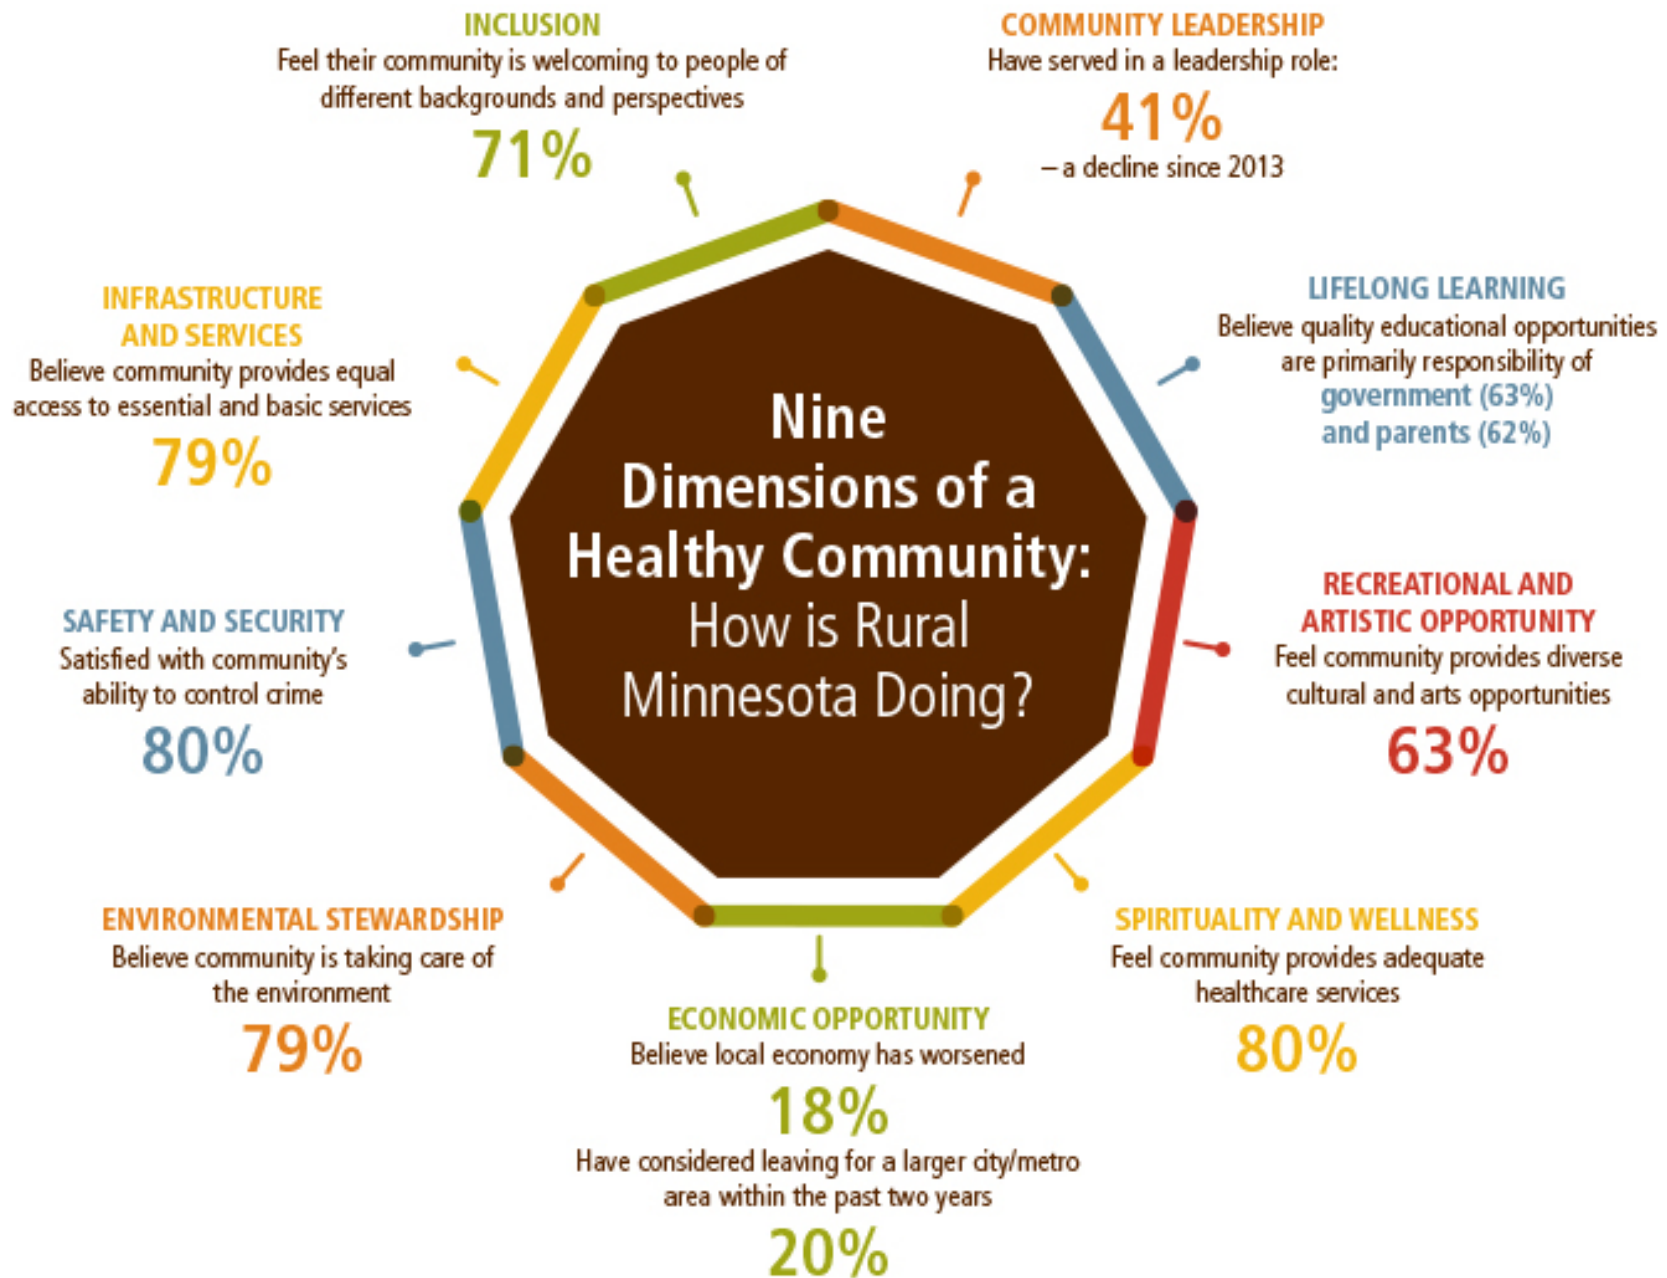 INCLUSION
Feel their community is welcoming to people of
different backgrounds and perspectives
71%
COMMUNITY LEADERSHIP
Have served in a leadership role:
41%
– a decline since 2013
LIFELONG LEARNING
Believe quality educational opportunities
are primarily responsibility of
government (63%)
and parents (62%)
RECREATIONAL AND
ARTISTIC OPPORTUNITY
Feel community provides diverse
cultural and arts opportunities
63%
SPIRITUALITY AND WELLNESS
Feel community provides adequate
healthcare services
80%
ECONOMIC OPPORTUNITY
Believe local economy has worsened
18%
Have considered leaving for a larger city/metro
area within the past two years
20%
ENVIRONMENTAL STEWARDSHIP
Believe community is taking care of
the environment
79%
SAFETY AND SECURITY
Satisfied with community's
ability to control crime
80%
INFRASTRUCTURE
AND SERVICES
Believe community provides equal
access to essential and basic services
79%
Nine
Dimensions of a
Healthy Community:
How is Rural
Minnesota Doing?